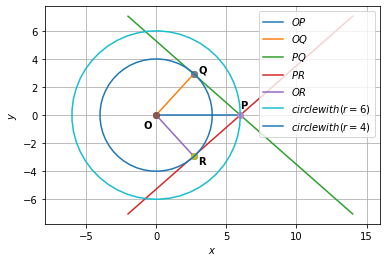 OP
OQ
PQ
PR
OR
circlewith(r = 6)
circlewith(r = 4)
6
4
2
0
−2
−4
−6
y
Q
P
O
R
−5
0
5
10
15
x